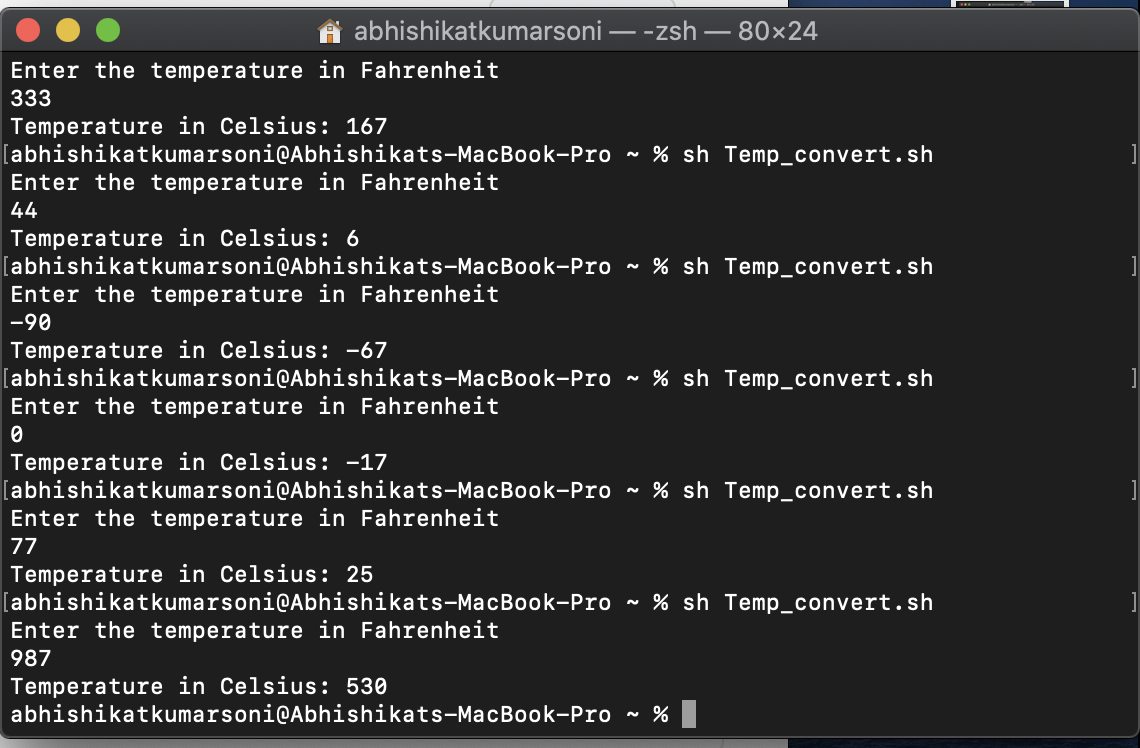 abhishikatkumarsoni — -zsh — 80×24
Enter the temperature in Fahrenheit
333
Temperature in Celsius: 167
[abhishikatkumarsoni@Abhishikats-MacBook-Pro ~ % sh Temp_convert.sh ]
Enter the temperature in Fahrenheit
44
Temperature in Celsius: 6
[abhishikatkumarsoni@Abhishikats-MacBook-Pro ~ % sh Temp_convert.sh ]
Enter the temperature in Fahrenheit
-90
Temperature in Celsius: -67
[abhishikatkumarsoni@Abhishikats-MacBook-Pro ~ % sh Temp_convert.sh ]
Enter the temperature in Fahrenheit
0
Temperature in Celsius: -17
[abhishikatkumarsoni@Abhishikats-MacBook-Pro ~ % sh Temp_convert.sh ]
Enter the temperature in Fahrenheit
77
Temperature in Celsius: 25
[abhishikatkumarsoni@Abhishikats-MacBook-Pro ~ % sh Temp_convert.sh ]
Enter the temperature in Fahrenheit
987
Temperature in Celsius: 530
abhishikatkumarsoni@Abhishikats-MacBook-Pro ~ %